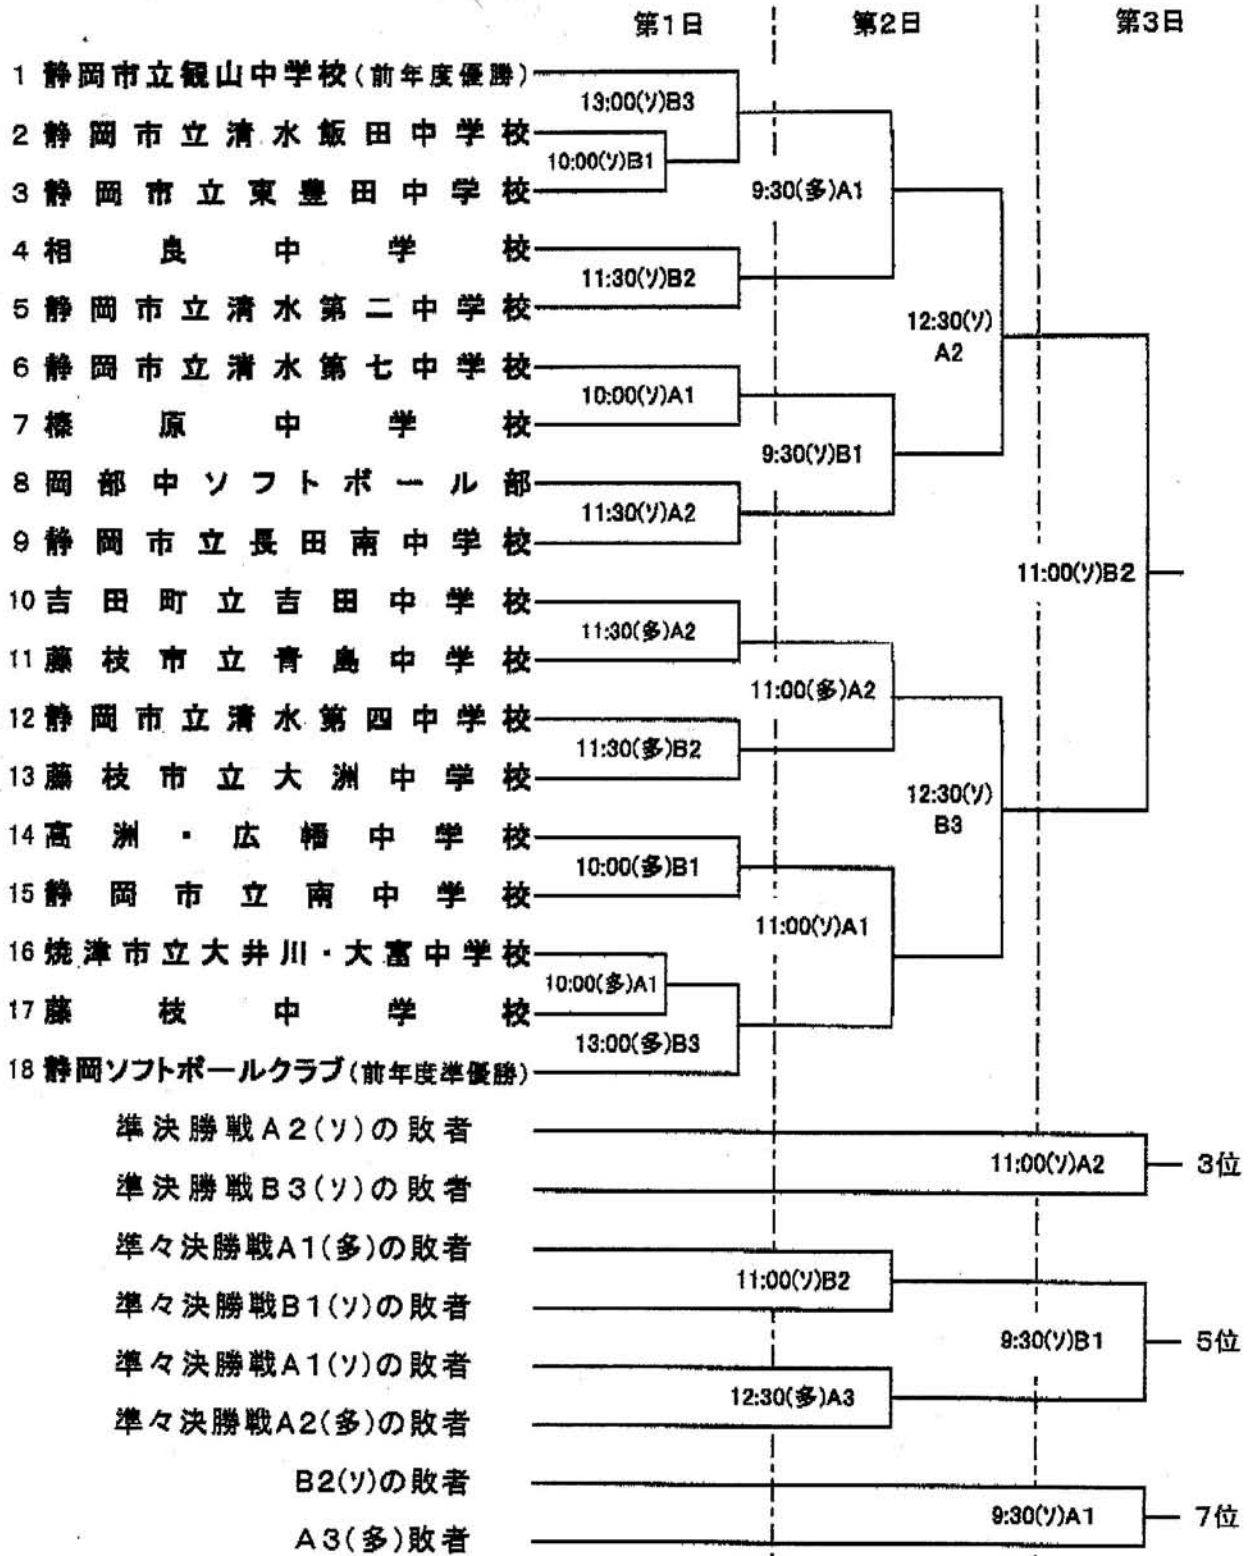 第1日 第2日 第3日
1 静岡市立観山中学校(前年度優勝)
13:00(ソ)B3
2 静岡市立清水飯田中学校
10:00(ソ)B1
3 静岡市立東豊田中学校
9:30(多)A1
4 相良中学校
11:30(ソ)B2
5 静岡市立清水第二中学校
12:30(ソ)
A2
6 静岡市立清水第七中学校
10:00(ソ)A1
7 榛原中学校
9:30(ソ)B1
8 岡部中ソフトボール部
11:30(ソ)A2
9 静岡市立長田南中学校
11:00(ソ)B2
10 吉田町立吉田中学校
11:30(多)A2
11 藤枝市立青島中学校
11:00(多)A2
12 静岡市立清水第四中学校
11:30(多)B2
13 藤枝市立大洲中学校
12:30(ソ)
B3
14 高洲・広幡中学校
10:00(多)B1
15 静岡市立南中学校
11:00(ソ)A1
16 焼津市立大井川・大富中学校
10:00(多)A1
17 藤枝中学校
13:00(多)B3
18 静岡ソフトボールクラブ(前年度準優勝)
準決勝戦A2(ソ)の敗者
11:00(ソ)A2 3位
準決勝戦B3(ソ)の敗者
準々決勝戦A1(多)の敗者
11:00(ソ)B2
準々決勝戦B1(ソ)の敗者
9:30(ソ)B1 5位
準々決勝戦A1(ソ)の敗者
12:30(多)A3
準々決勝戦A2(多)の敗者
B2(ソ)の敗者
9:30(ソ)A1 7位
A3(多)敗者